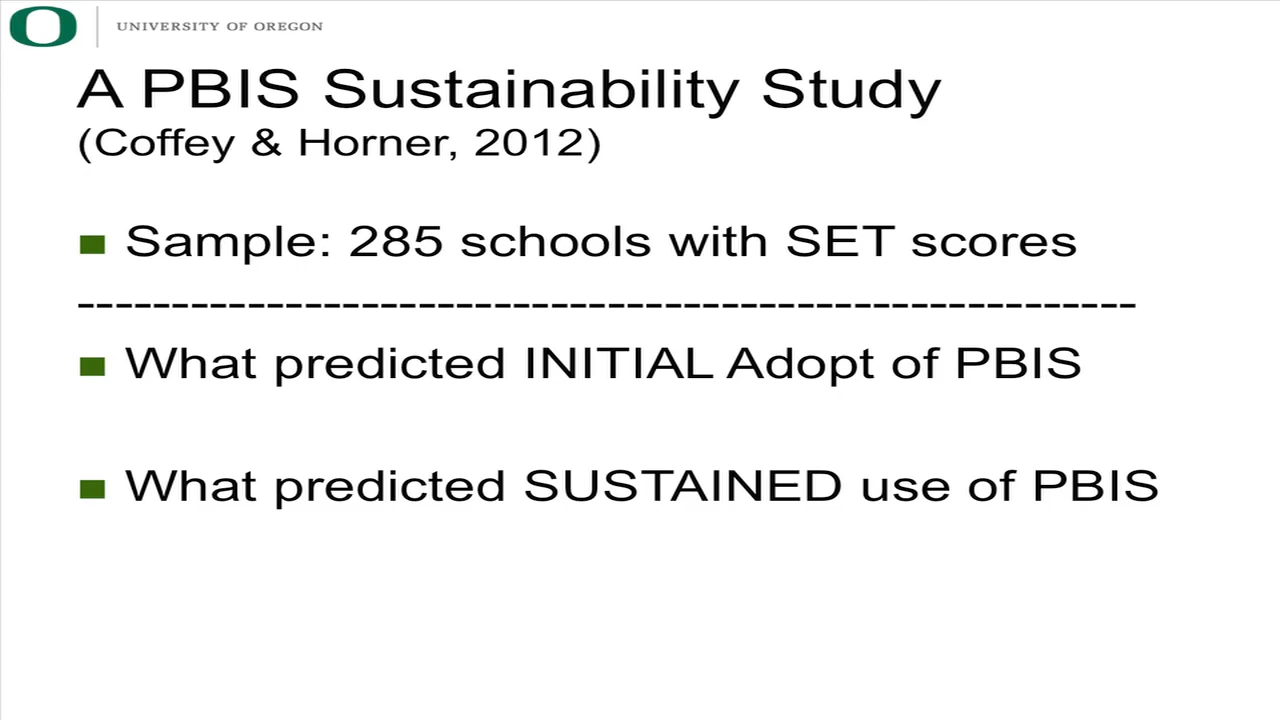 UNIVERSITY OF OREGON
A PBIS Sustainability Study
(Coffey & Horner, 2012)
Sample: 285 schools with SET scores
--------------------------------------------------------
What predicted INITIAL Adopt of PBIS
What predicted SUSTAINED use of PBIS